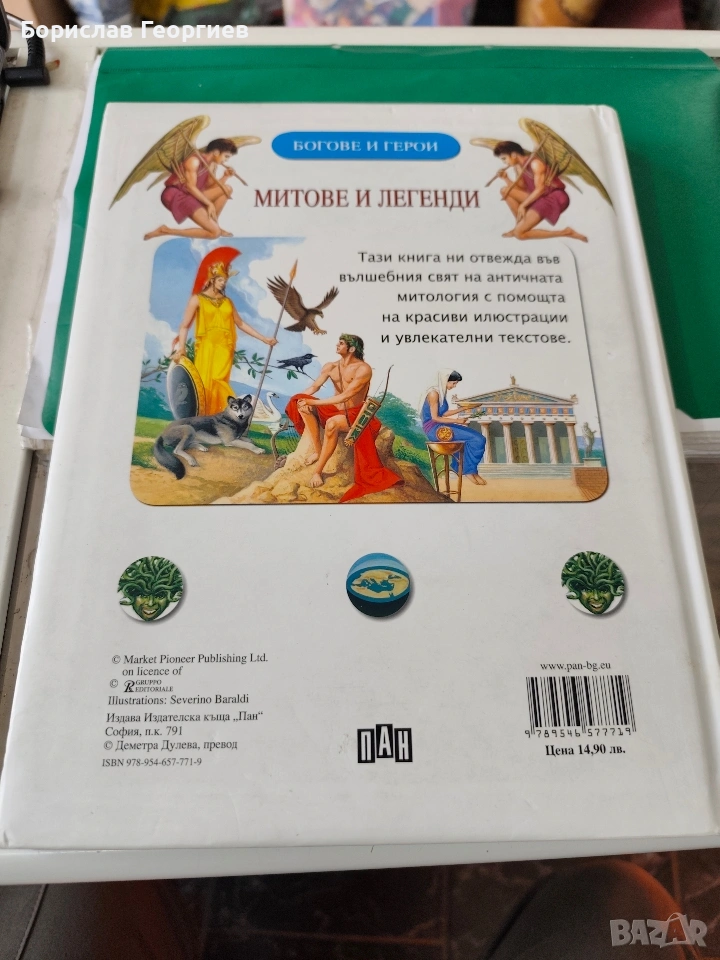 Борислав Георгиев
БОГОВЕ И ГЕРОИ
МИТОВЕ И ЛЕГЕНДИ
Тази книга ни отвежда във
вълшебния свят на античната
митология с помощта
на красиви илюстрации
и увлекателни текстове.
© Market Pioneer Publishing Ltd.
on licence of
© RGRUPPO
EDITORIALE
Illustrations: Severino Baraldi
Издава Издателска къща „Пан“
София, п.к. 791
© Деметра Дулева, превод
ISBN 978-954-657-771-9
ПАН
www.pan-bg.eu
9 789546 577719
Цена 14,90 лв.
BAZAR